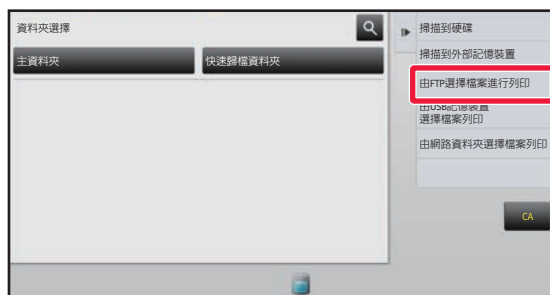 資料夾選擇
主資料夾
快速歸檔資料夾
掃描到硬碟
掃描到外部記憶裝置
由FTP選擇檔案進行列印
由USB記憶裝置
選擇檔案列印
由網路資料夾選擇檔案列印
CA